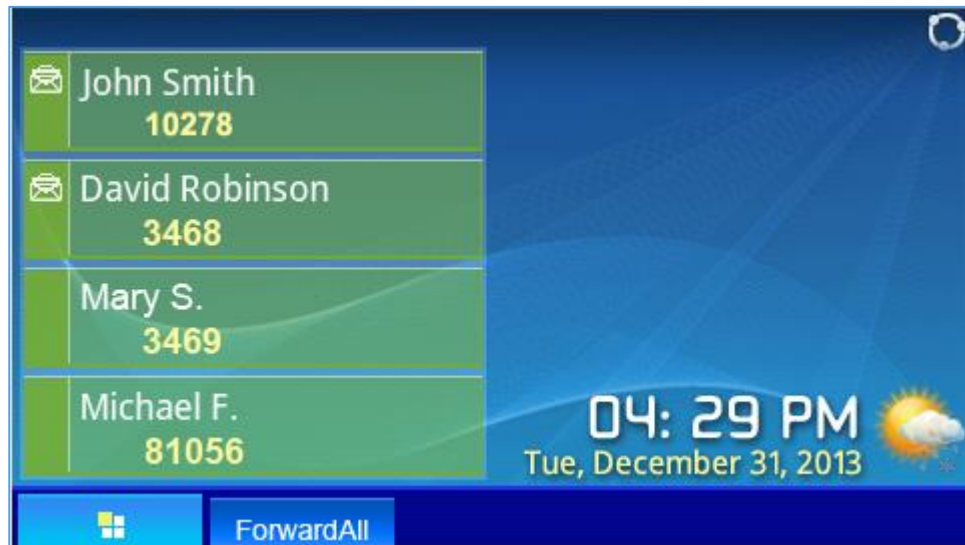 John Smith
10278
David Robinson
3468
Mary S.
3469
Michael F.
81056
04: 29 PM
Tue, December 31, 2013
ForwardAll